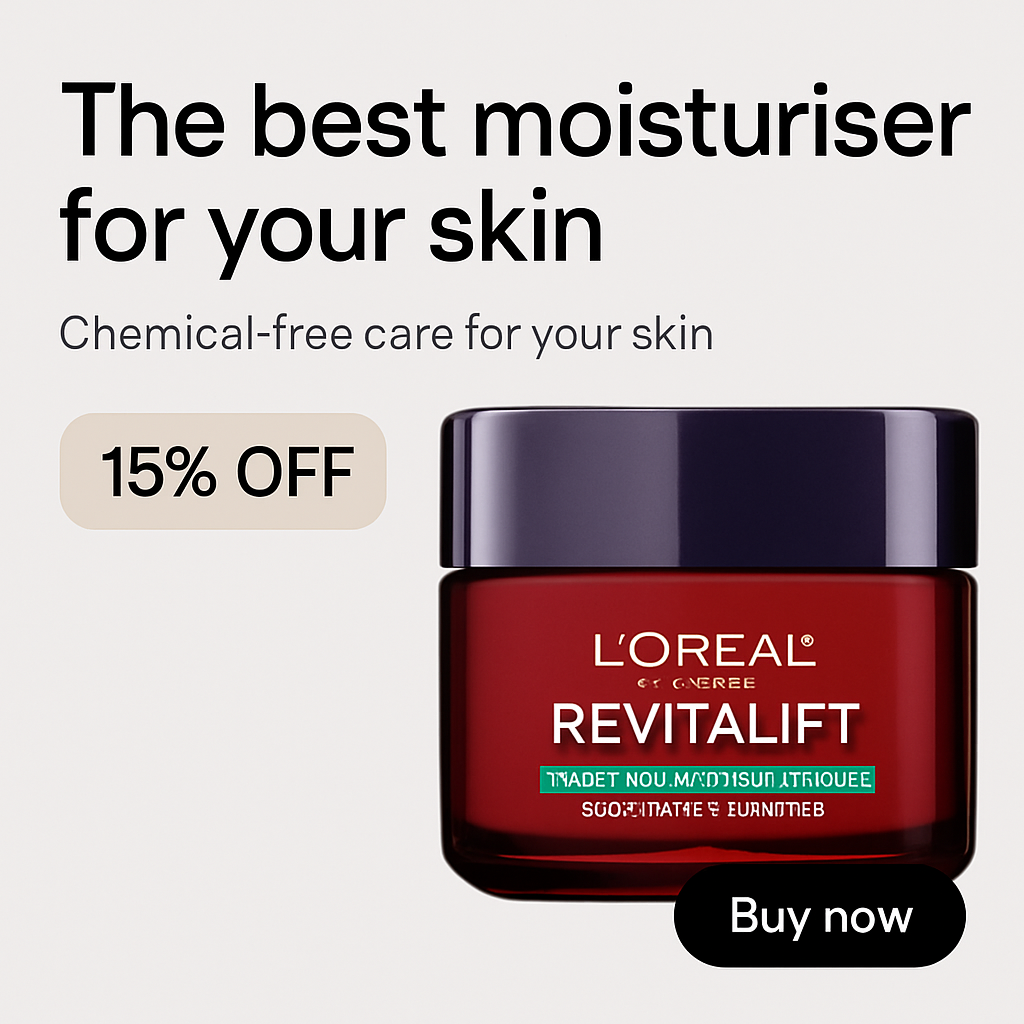 The best moisturiser
for your skin
Chemical-free care for your skin
15% OFF
L'OREAL®
REVITALIFT
Buy now